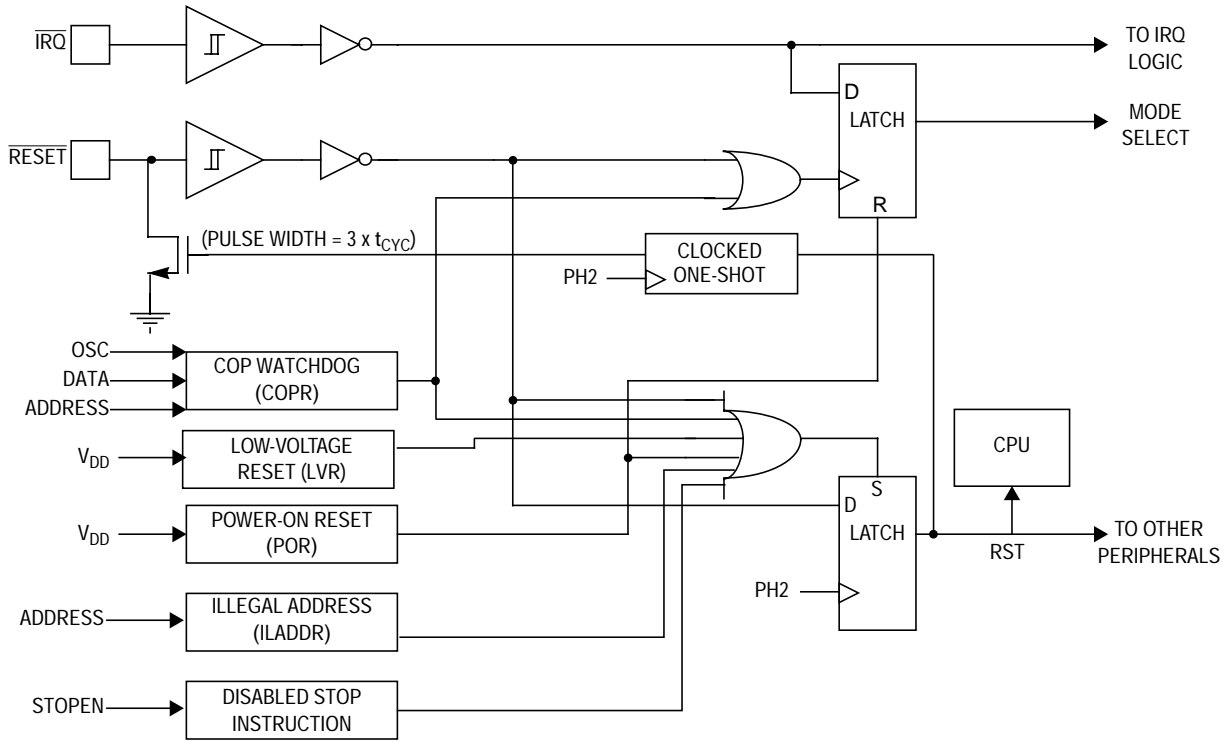 IRQ
TO IRQ
LOGIC
D
LATCH
MODE
SELECT
RESET
R
(PULSE WIDTH = 3 x tCYC)
CLOCKED
ONE-SHOT
PH2
OSC
DATA
ADDRESS
COP WATCHDOG
(COPR)
VDD
LOW-VOLTAGE
RESET (LVR)
CPU
S
D
LATCH
VDD
POWER-ON RESET
(POR)
RST
TO OTHER
PERIPHERALS
PH2
ADDRESS
ILLEGAL ADDRESS
(ILADDR)
STOPEN
DISABLED STOP
INSTRUCTION